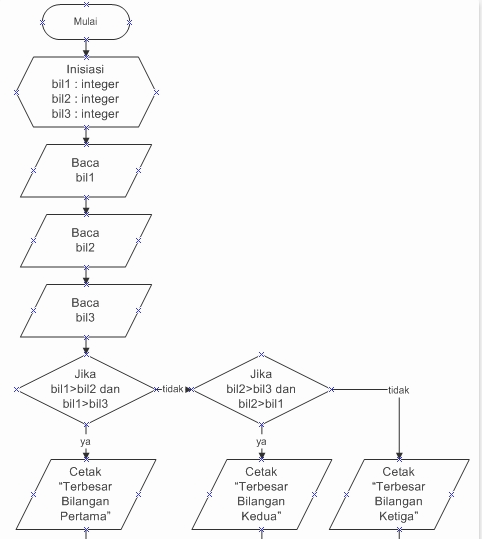 Mulai
Inisiasi
bil1 : integer
bil2 : integer
bil3 : integer
Baca
bil1
Baca
bil2
Baca
bil3
Jika
bil1>bil2 dan
bil1>bil3
tidak
Jika
bil2>bil3 dan
bil2>bil1
tidak
ya
ya
Cetak
“Terbesar
Bilangan
Pertama”
Cetak
“Terbesar
Bilangan
Kedua”
Cetak
“Terbesar
Bilangan
Ketiga”